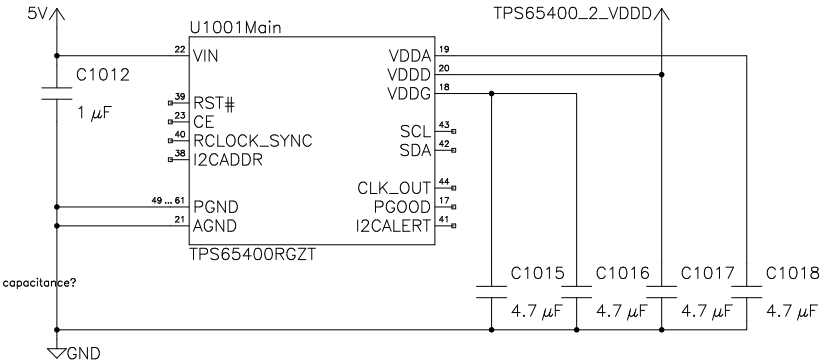 5V
TPS65400_2_VDDD
U1001Main
22 VIN
VDDA 19
VDDD 20
VDDG 18
C1012
1 µF
39 RST#
23 CE
40 RCLOCK_SYNC
38 I2CADDR
SCL 43
SDA 42
CLK_OUT 44
PGOOD 17
I2CALERT 41
49...61 PGND
21 AGND
TPS65400RGZT
capacitance?
C1015 C1016 C1017 C1018
4.7 µF 4.7 µF 4.7 µF 4.7 µF
GND